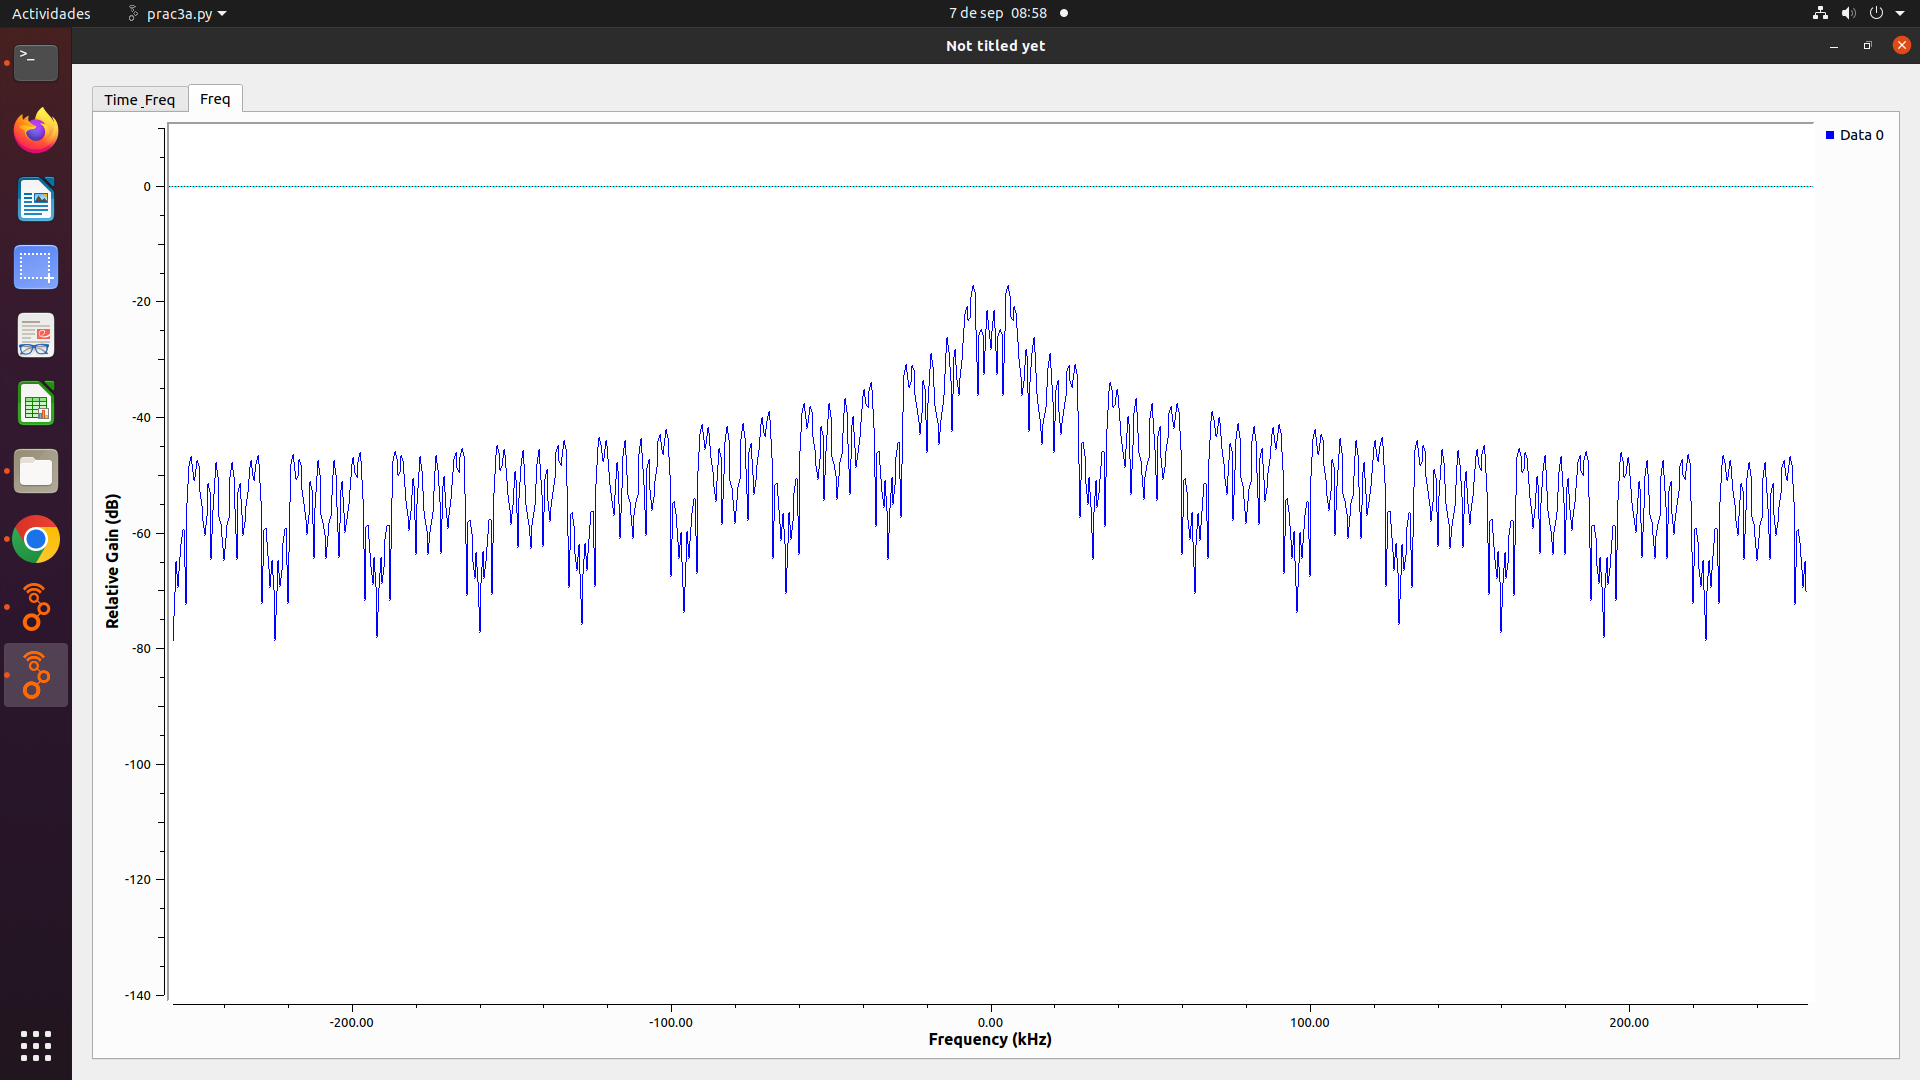 Actividades prac3a.py 7 de sep 08:58
Not titled yet
Time_Freq Freq
Data 0
0
-20
-40
-60
-80
-100
-120
-140
Relative Gain (dB)
-200.00 -100.00 0.00 100.00 200.00
Frequency (kHz)